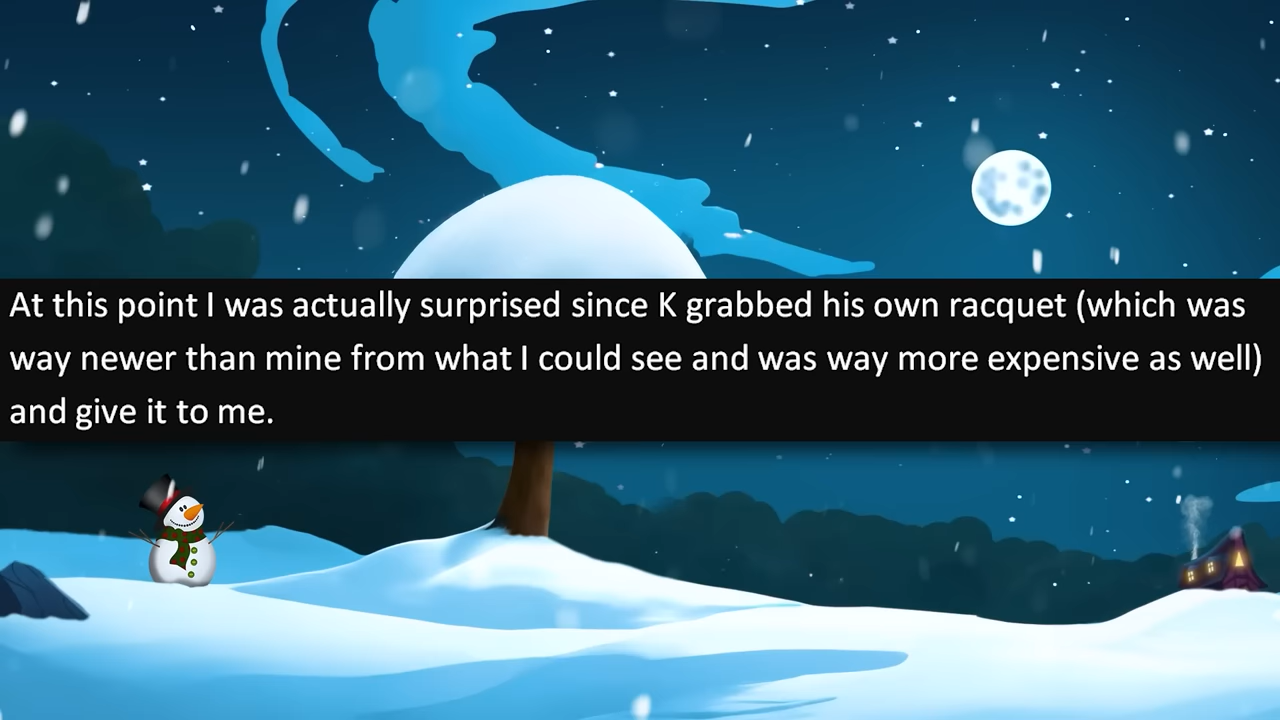 At this point I was actually surprised since K grabbed his own racquet (which was
way newer than mine from what I could see and was way more expensive as well)
and give it to me.